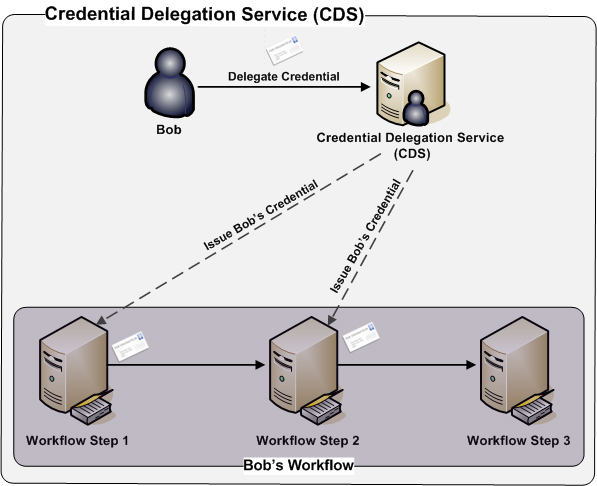 Credential Delegation Service (CDS)
Delegate Credential
Bob
Credential Delegation Service
(CDS)
Issue Bob's Credential
Issue Bob's Credential
Workflow Step 1
Workflow Step 2
Workflow Step 3
Bob's Workflow